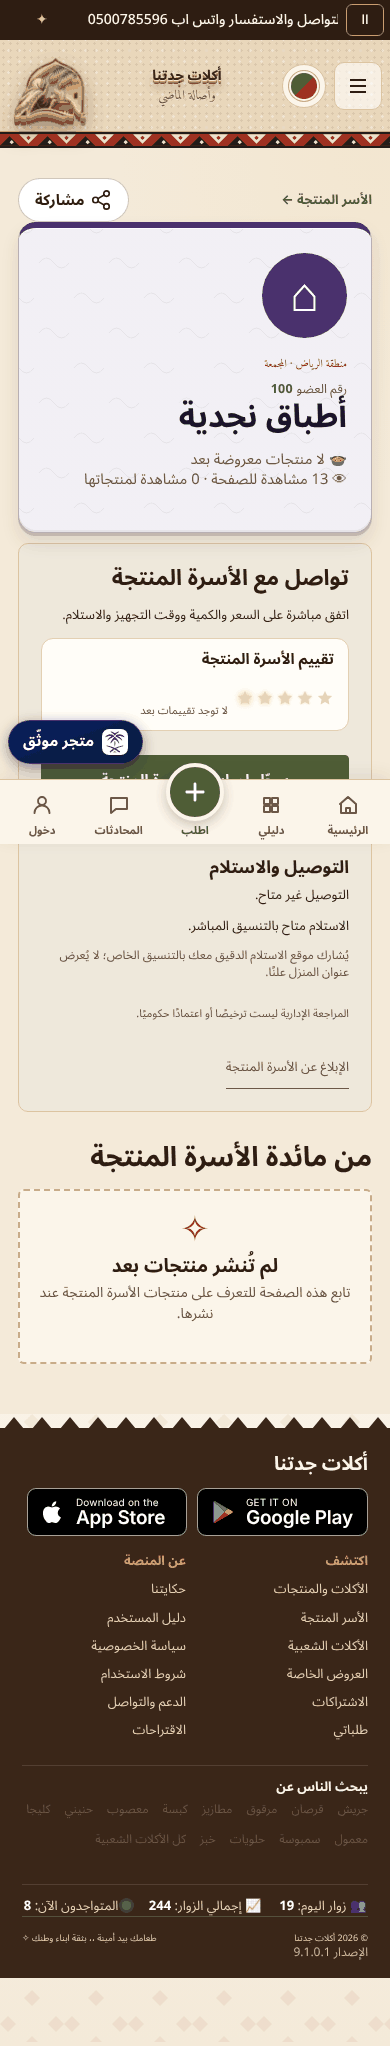 لتواصل والاستفسار واتس اب 0500785596
أكلات جدتنا
وأصالة الماضي
الأسر المنتجة ←
مشاركة
منطقة الرياض · المجمعة
رقم العضو 100
أطباق نجدية
لا منتجات معروضة بعد
13 مشاهدة للصفحة · 0 مشاهدة لمنتجاتها
تواصل مع الأسرة المنتجة
اتفق مباشرة على السعر والكمية ووقت التجهيز والاستلام.
تقييم الأسرة المنتجة
لا توجد تقييمات بعد
متجر موثّق
الرئيسية
دليلي
اطلب
المحادثات
دخول
التوصيل والاستلام
التوصيل غير متاح.
الاستلام متاح بالتنسيق المباشر.
يُشارك موقع الاستلام الدقيق معك بالتنسيق الخاص؛ لا يُعرض
عنوان المنزل علنًا.
المراجعة الإدارية ليست ترخيصًا أو اعتمادًا حكوميًا.
الإبلاغ عن الأسرة المنتجة
من مائدة الأسرة المنتجة
لم تُنشر منتجات بعد
تابع هذه الصفحة للتعرف على منتجات الأسرة المنتجة عند
نشرها.
أكلات جدتنا
GET IT ON
Google Play
Download on the
App Store
اكتشف
الأكلات والمنتجات
الأسر المنتجة
الأكلات الشعبية
العروض الخاصة
الاشتراكات
طلباتي
عن المنصة
حكايتنا
دليل المستخدم
سياسة الخصوصية
شروط الاستخدام
الدعم والتواصل
الاقتراحات
يبحث الناس عن
جريش قرصان مرقوق مطازيز كبسة معصوب حنيني كليجا
معمول سمبوسة حلويات خبز كل الأكلات الشعبية
زوار اليوم: 19 إجمالي الزوار: 244 المتواجدون الآن: 8
© 2026 أكلات جدتنا
الإصدار 9.1.0.1
طعامك بيد أمينة .. بثقة ابناء وطنك